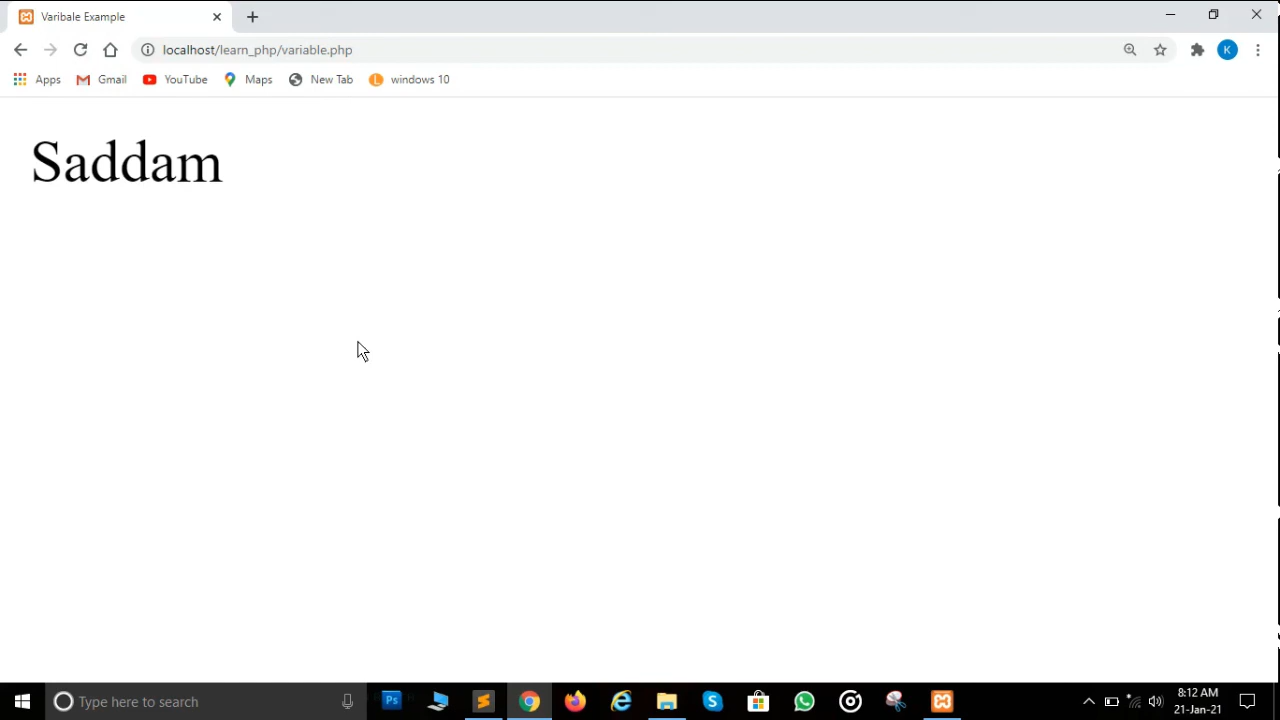 Varibale Example
localhost/learn_php/variable.php
K
Apps Gmail YouTube Maps New Tab L windows 10
Saddam
Type here to search
Ps
S
8:12 AM
21-Jan-21